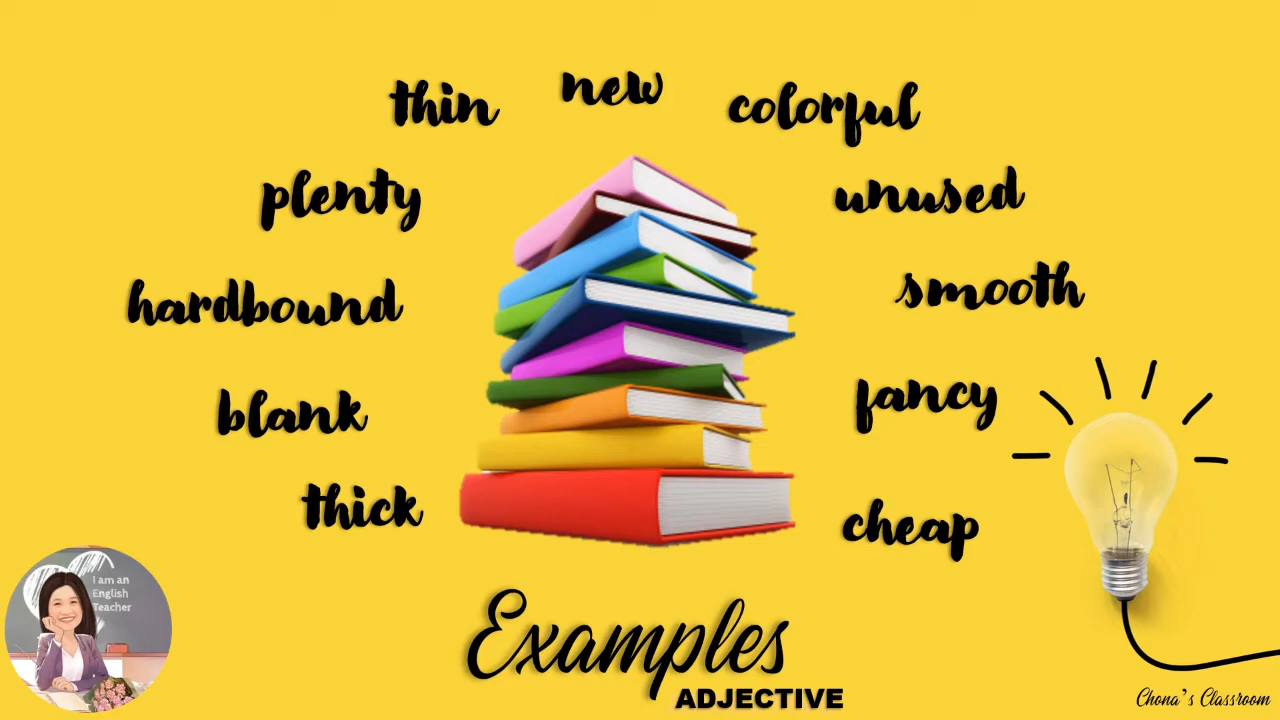 new
thin
colorful
plenty
unused
smooth
hardbound
fancy
blank
thick
cheap
I am an
English
Teacher
Examples
ADJECTIVE
Chona's Classroom